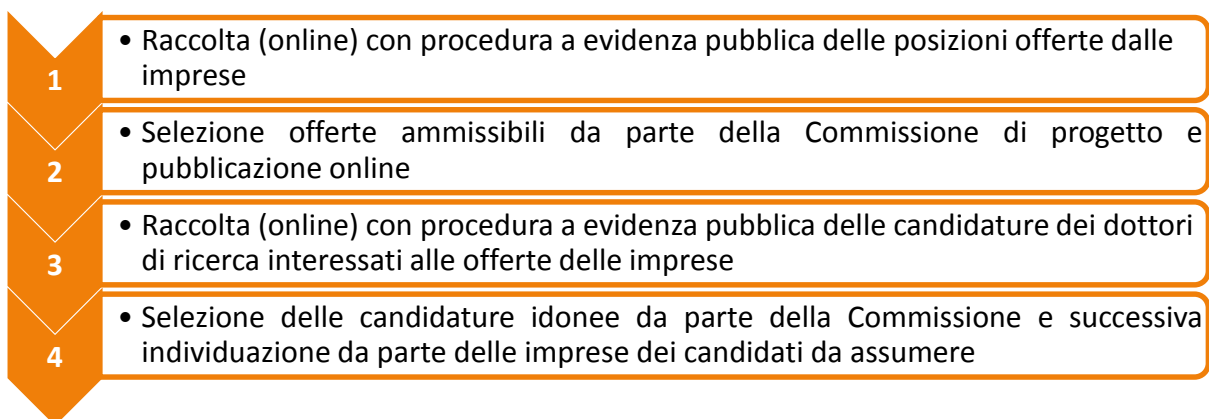 1
• Raccolta (online) con procedura a evidenza pubblica delle posizioni offerte dalle
imprese
2
• Selezione offerte ammissibili da parte della Commissione di progetto e
pubblicazione online
3
• Raccolta (online) con procedura a evidenza pubblica delle candidature dei dottori
di ricerca interessati alle offerte delle imprese
4
• Selezione delle candidature idonee da parte della Commissione e successiva
individuazione da parte delle imprese dei candidati da assumere